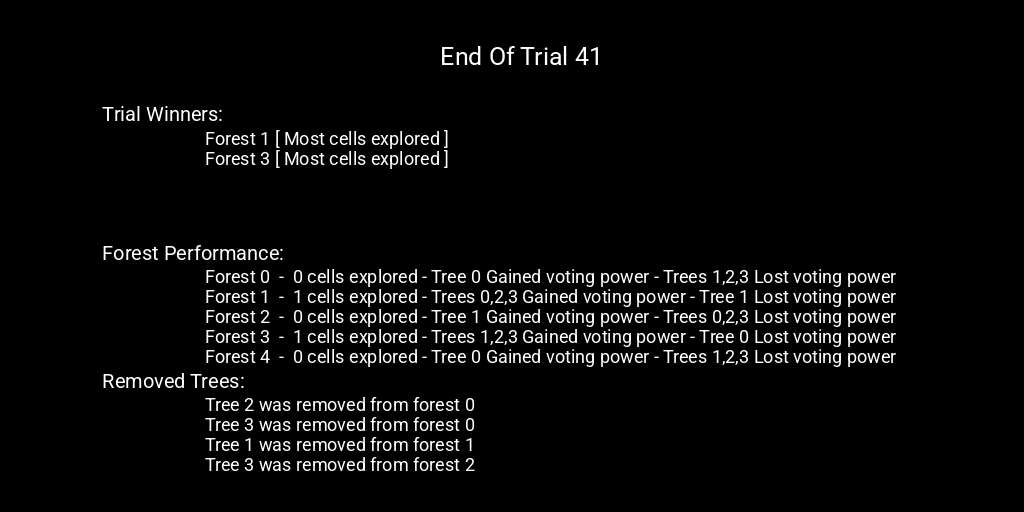 End Of Trial 41
Trial Winners:
Forest 1 [ Most cells explored ]
Forest 3 [ Most cells explored ]
Forest Performance:
Forest 0 - 0 cells explored - Tree 0 Gained voting power - Trees 1,2,3 Lost voting power
Forest 1 - 1 cells explored - Trees 0,2,3 Gained voting power - Tree 1 Lost voting power
Forest 2 - 0 cells explored - Tree 1 Gained voting power - Trees 0,2,3 Lost voting power
Forest 3 - 1 cells explored - Trees 1,2,3 Gained voting power - Tree 0 Lost voting power
Forest 4 - 0 cells explored - Tree 0 Gained voting power - Trees 1,2,3 Lost voting power
Removed Trees:
Tree 2 was removed from forest 0
Tree 3 was removed from forest 0
Tree 1 was removed from forest 1
Tree 3 was removed from forest 2